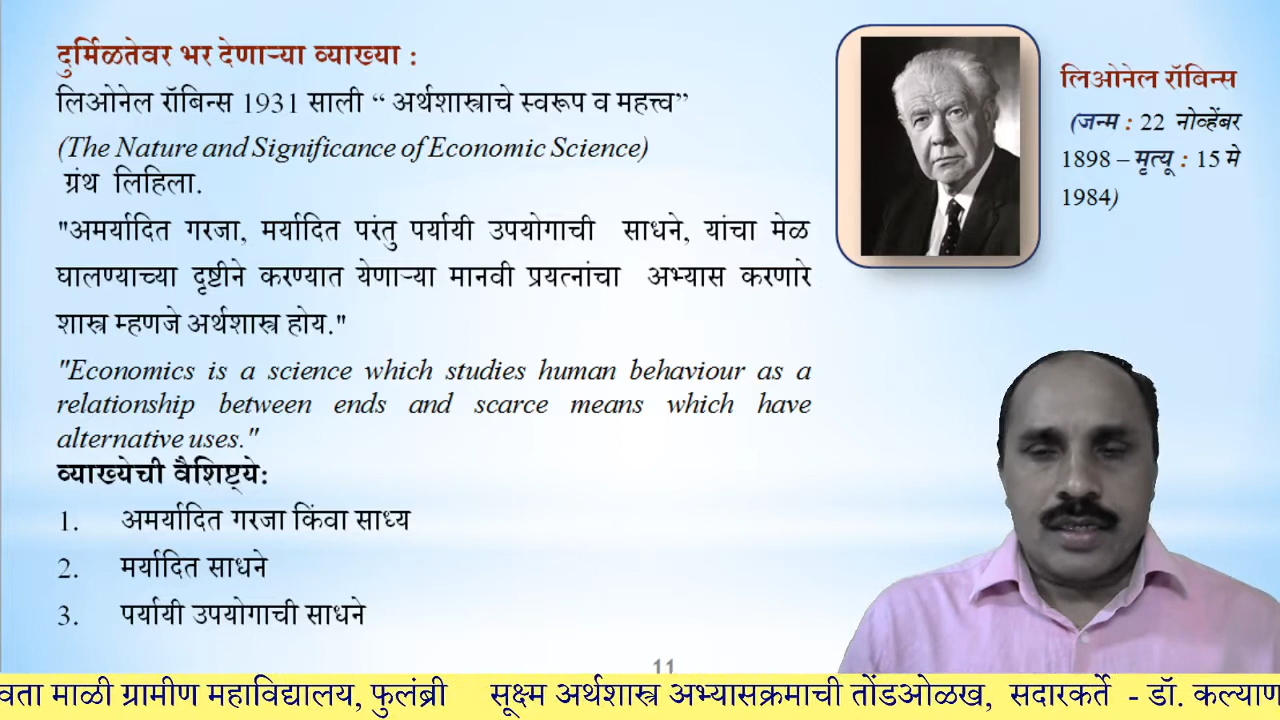 दुर्मिळतेवर भर देणाऱ्या व्याख्या :
लिओनेल रॉबिन्स 1931 साली “ अर्थशास्त्राचे स्वरूप व महत्त्व”
(The Nature and Significance of Economic Science)
ग्रंथ लिहिला.
"अमर्यादित गरजा, मर्यादित परंतु पर्यायी उपयोगाची साधने, यांचा मेळ
घालण्याच्या दृष्टीने करण्यात येणाऱ्या मानवी प्रयत्नांचा अभ्यास करणारे
शास्त्र म्हणजे अर्थशास्त्र होय."
"Economics is a science which studies human behaviour as a
relationship between ends and scarce means which have
alternative uses."
व्याख्येची वैशिष्ट्ये:
1. अमर्यादित गरजा किंवा साध्य
2. मर्यादित साधने
3. पर्यायी उपयोगाची साधने
लिओनेल रॉबिन्स
(जन्म : 22 नोव्हेंबर
1898 – मृत्यू : 15 मे
1984)
11
वता माळी ग्रामीण महाविद्यालय, फुलंब्री सूक्ष्म अर्थशास्त्र अभ्यासक्रमाची तोंडओळख, सदारकर्ते - डॉ. कल्याण